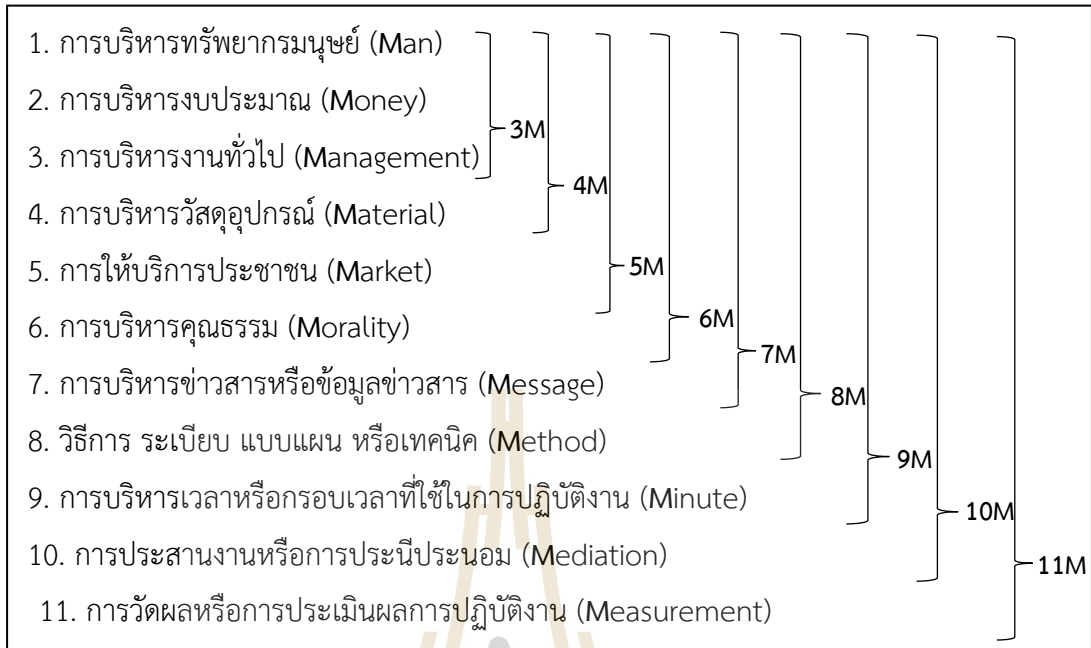 1. การบริหารทรัพยากรมนุษย์ (Man)
2. การบริหารงบประมาณ (Money)
3M
3. การบริหารงานทั่วไป (Management)
4M
4. การบริหารวัสดุอุปกรณ์ (Material)
5. การให้บริการประชาชน (Market)
5M
6. การบริหารคุณธรรม (Morality)
6M
7M
7. การบริหารข่าวสารหรือข้อมูลข่าวสาร (Message)
8M
8. วิธีการ ระเบียบ แบบแผน หรือเทคนิค (Method)
9M
9. การบริหารเวลาหรือกรอบเวลาที่ใช้ในการปฏิบัติงาน (Minute)
10M
10. การประสานงานหรือการประนีประนอม (Mediation)
11M
11. การวัดผลหรือการประเมินผลการปฏิบัติงาน (Measurement)